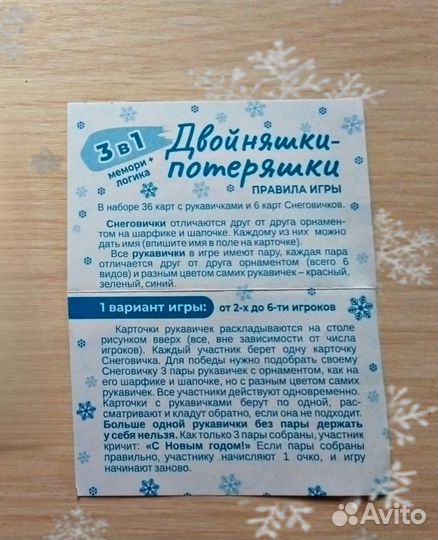 3 в 1
мемори +
логика
Двойняшки-
потеряшки
ПРАВИЛА ИГРЫ
В наборе 36 карт с рукавичками и 6 карт Снеговичков.
Снеговички отличаются друг от друга орнамен-
том на шарфике и шапочке. Каждому из них можно
дать имя (впишите имя в поле на карточке).
Все рукавички в игре имеют пару, каждая пара
отличается друг от друга орнаментом (всего 6
видов) и разным цветом самих рукавичек – красный,
зеленый, синий.
1 вариант игры: от 2-х до 6-ти игроков
Карточки рукавичек раскладываются на столе
рисунком вверх (все, вне зависимости от числа
игроков). Каждый участник берет одну карточку
Снеговичка. Для победы нужно подобрать своему
Снеговичку 3 пары рукавичек с орнаментом, как на
его шарфике и шапочке, но с разным цветом самих
рукавичек. Все участники действуют одновременно.
Карточки с рукавичками берут по одной, рас-
сматривают и кладут обратно, если она не подходит.
Больше одной рукавички без пары держать
у себя нельзя. Как только 3 пары собраны, участник
кричит: «С Новым годом!» Если пары собраны
правильно, участнику начисляют 1 очко, и игру
начинают заново.
Avito